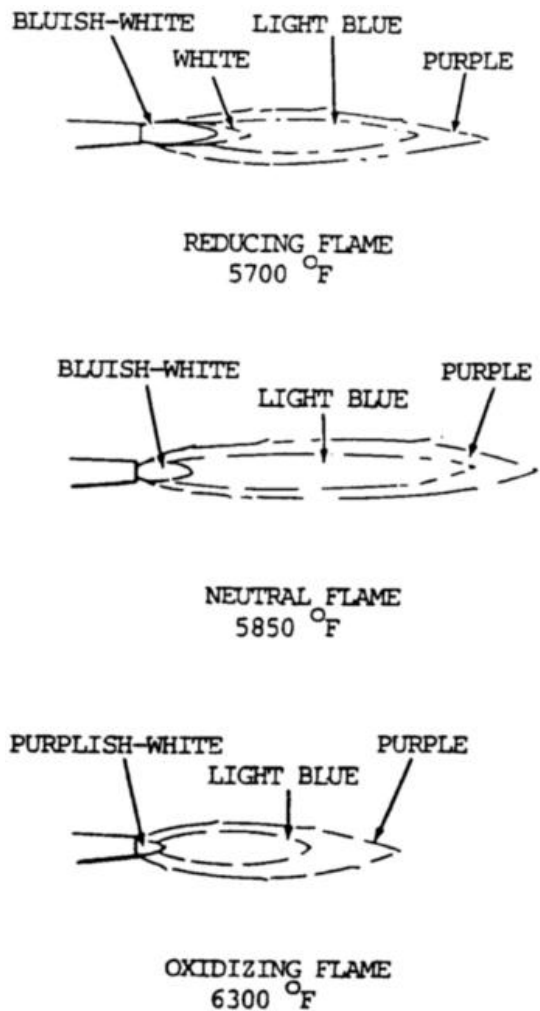 BLUISH-WHITE LIGHT BLUE
WHITE PURPLE
REDUCING FLAME
5700 °F
BLUISH-WHITE PURPLE
LIGHT BLUE
NEUTRAL FLAME
5850 °F
PURPLISH-WHITE PURPLE
LIGHT BLUE
OXIDIZING FLAME
6300 °F